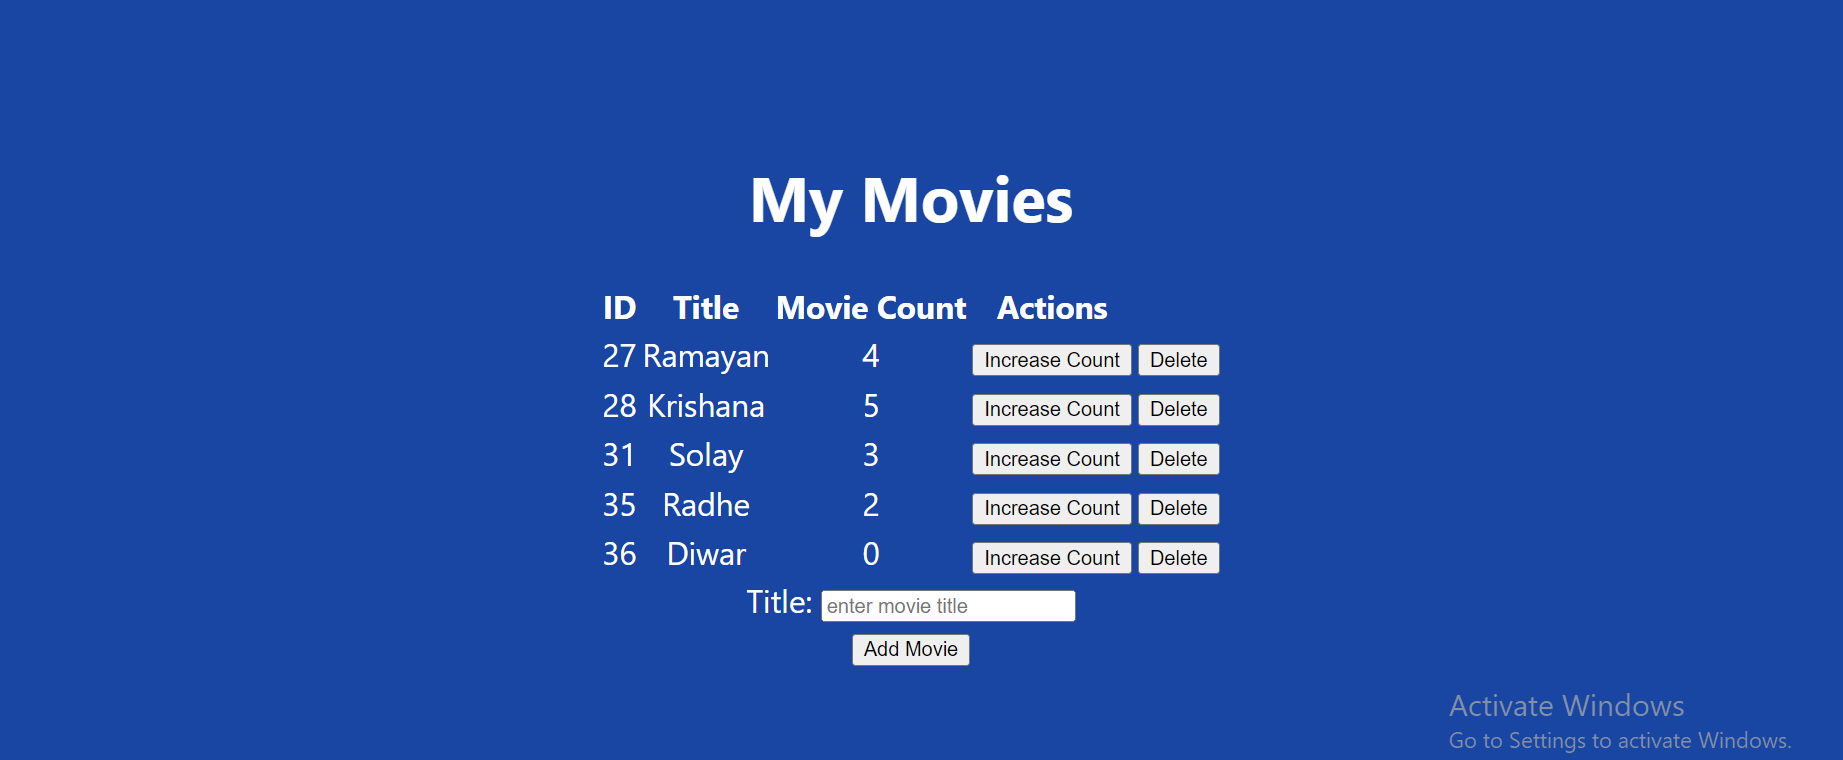 My Movies
ID Title Movie Count Actions
27 Ramayan 4 Increase Count Delete
28 Krishana 5 Increase Count Delete
31 Solay 3 Increase Count Delete
35 Radhe 2 Increase Count Delete
36 Diwar 0 Increase Count Delete
Title: enter movie title
Add Movie
Activate Windows
Go to Settings to activate Windows.